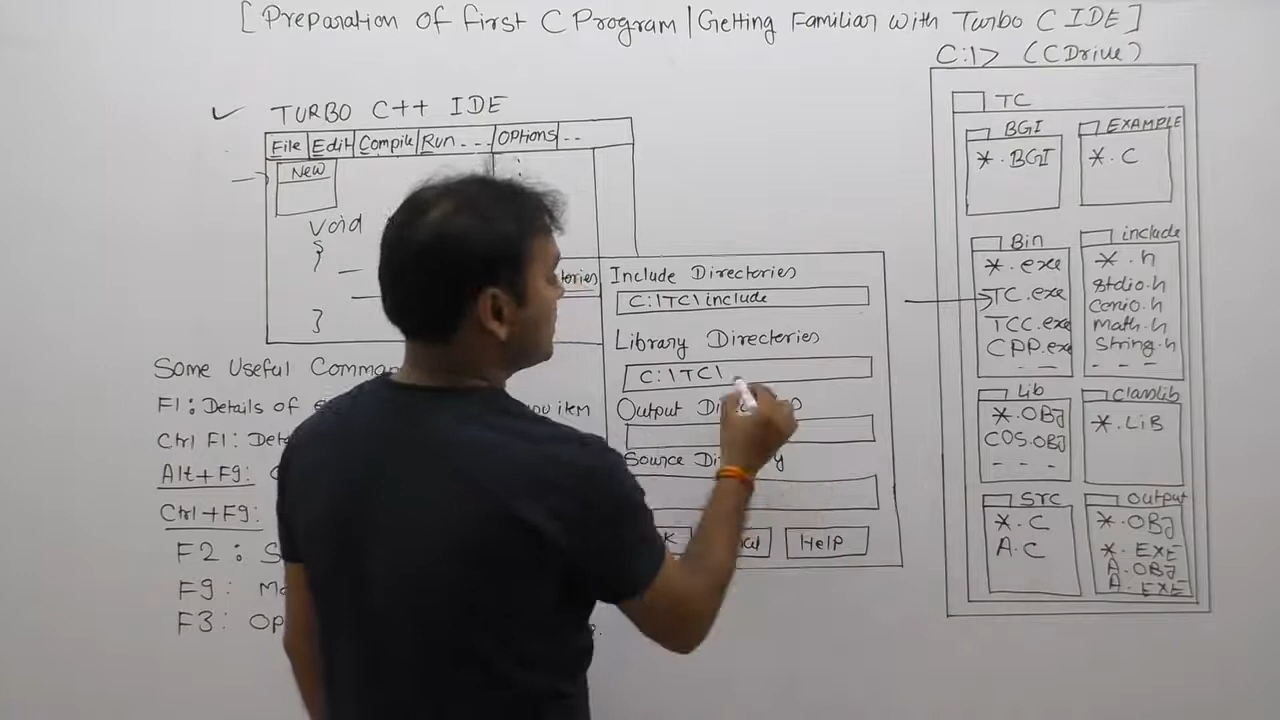 [Preparation of First C Program | Getting Familiar with Turbo C IDE]
C:\> (C Drive)
TURBO C++ IDE
File Edit Compile Run ... OPtions ..
New
void
{
}
Some Useful
F1: Details of
Ctrl F1:
Alt+F9:
Ctrl+F9:
F2:
F9:
F3:
item
Include Directories
C:\TC\include
Library Directories
C:\TC\
Output
Source
Help
TC
BGI
*.BGI
EXAMPLE
*.C
Bin
*.exe
TC.exe
TCC.exe
CPP.exe
- -
include
*.h
stdio.h
conio.h
math.h
string.h
- - -
Lib
*.OBJ
COS.OBJ
- - -
classlib
*.LiB
Src
*.C
A.C
Output
*.OBJ
*.EXE
A.OBJ
A.EXE